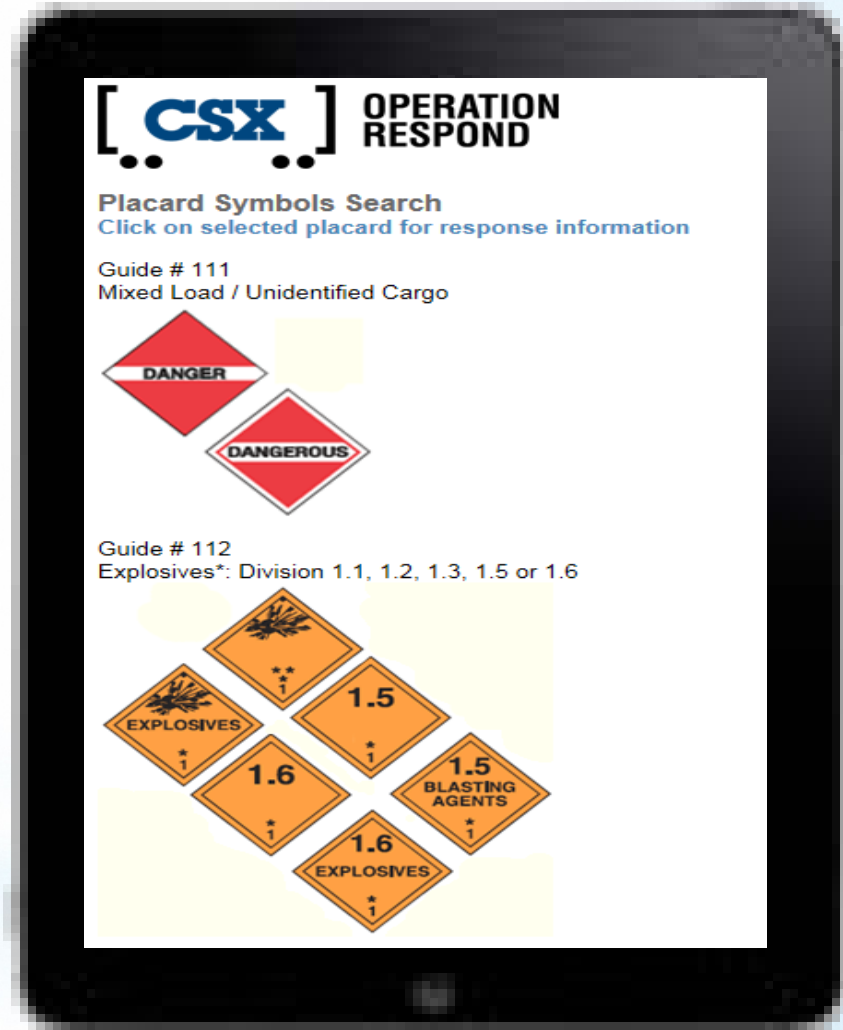 [ CSX ] OPERATION
RESPOND
Placard Symbols Search
Click on selected placard for response information
Guide # 111
Mixed Load / Unidentified Cargo
DANGER
DANGEROUS
Guide # 112
Explosives*: Division 1.1, 1.2, 1.3, 1.5 or 1.6
**
*
1
EXPLOSIVES
*
1
1.5
*
1
1.6
*
1
1.5
BLASTING
AGENTS
*
1
1.6
EXPLOSIVES
*
1